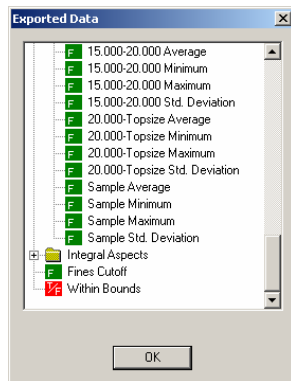 Exported Data
F 15.000-20.000 Average
F 15.000-20.000 Minimum
F 15.000-20.000 Maximum
F 15.000-20.000 Std. Deviation
F 20.000-Topsize Average
F 20.000-Topsize Minimum
F 20.000-Topsize Maximum
F 20.000-Topsize Std. Deviation
F Sample Average
F Sample Minimum
F Sample Maximum
F Sample Std. Deviation
Integral Aspects
F Fines Cutoff
T/F Within Bounds
OK